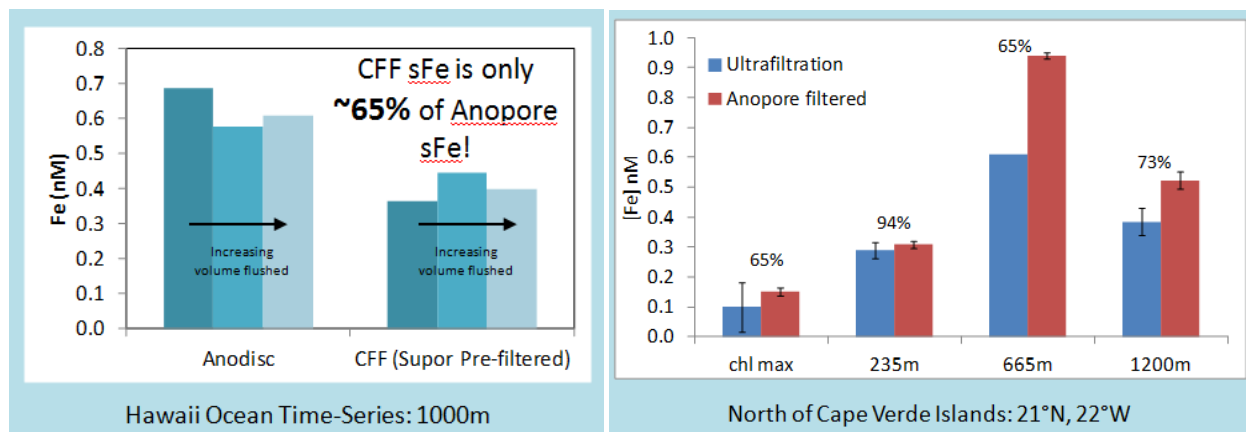 0.8
0.7
0.6
0.5
0.4
0.3
0.2
0.1
0.0
Fe (nM)
CFF sFe is only
~65% of Anopore
sFe!
Increasing
volume flushed
Increasing
volume flushed
Anodisc
CFF (Supor Pre-filtered)
Hawaii Ocean Time-Series: 1000m
1.0
0.9
0.8
0.7
0.6
0.5
0.4
0.3
0.2
0.1
0.0
[Fe] nM
Ultrafiltration
Anopore filtered
65%
94%
65%
73%
chl max
235m
665m
1200m
North of Cape Verde Islands: 21°N, 22°W